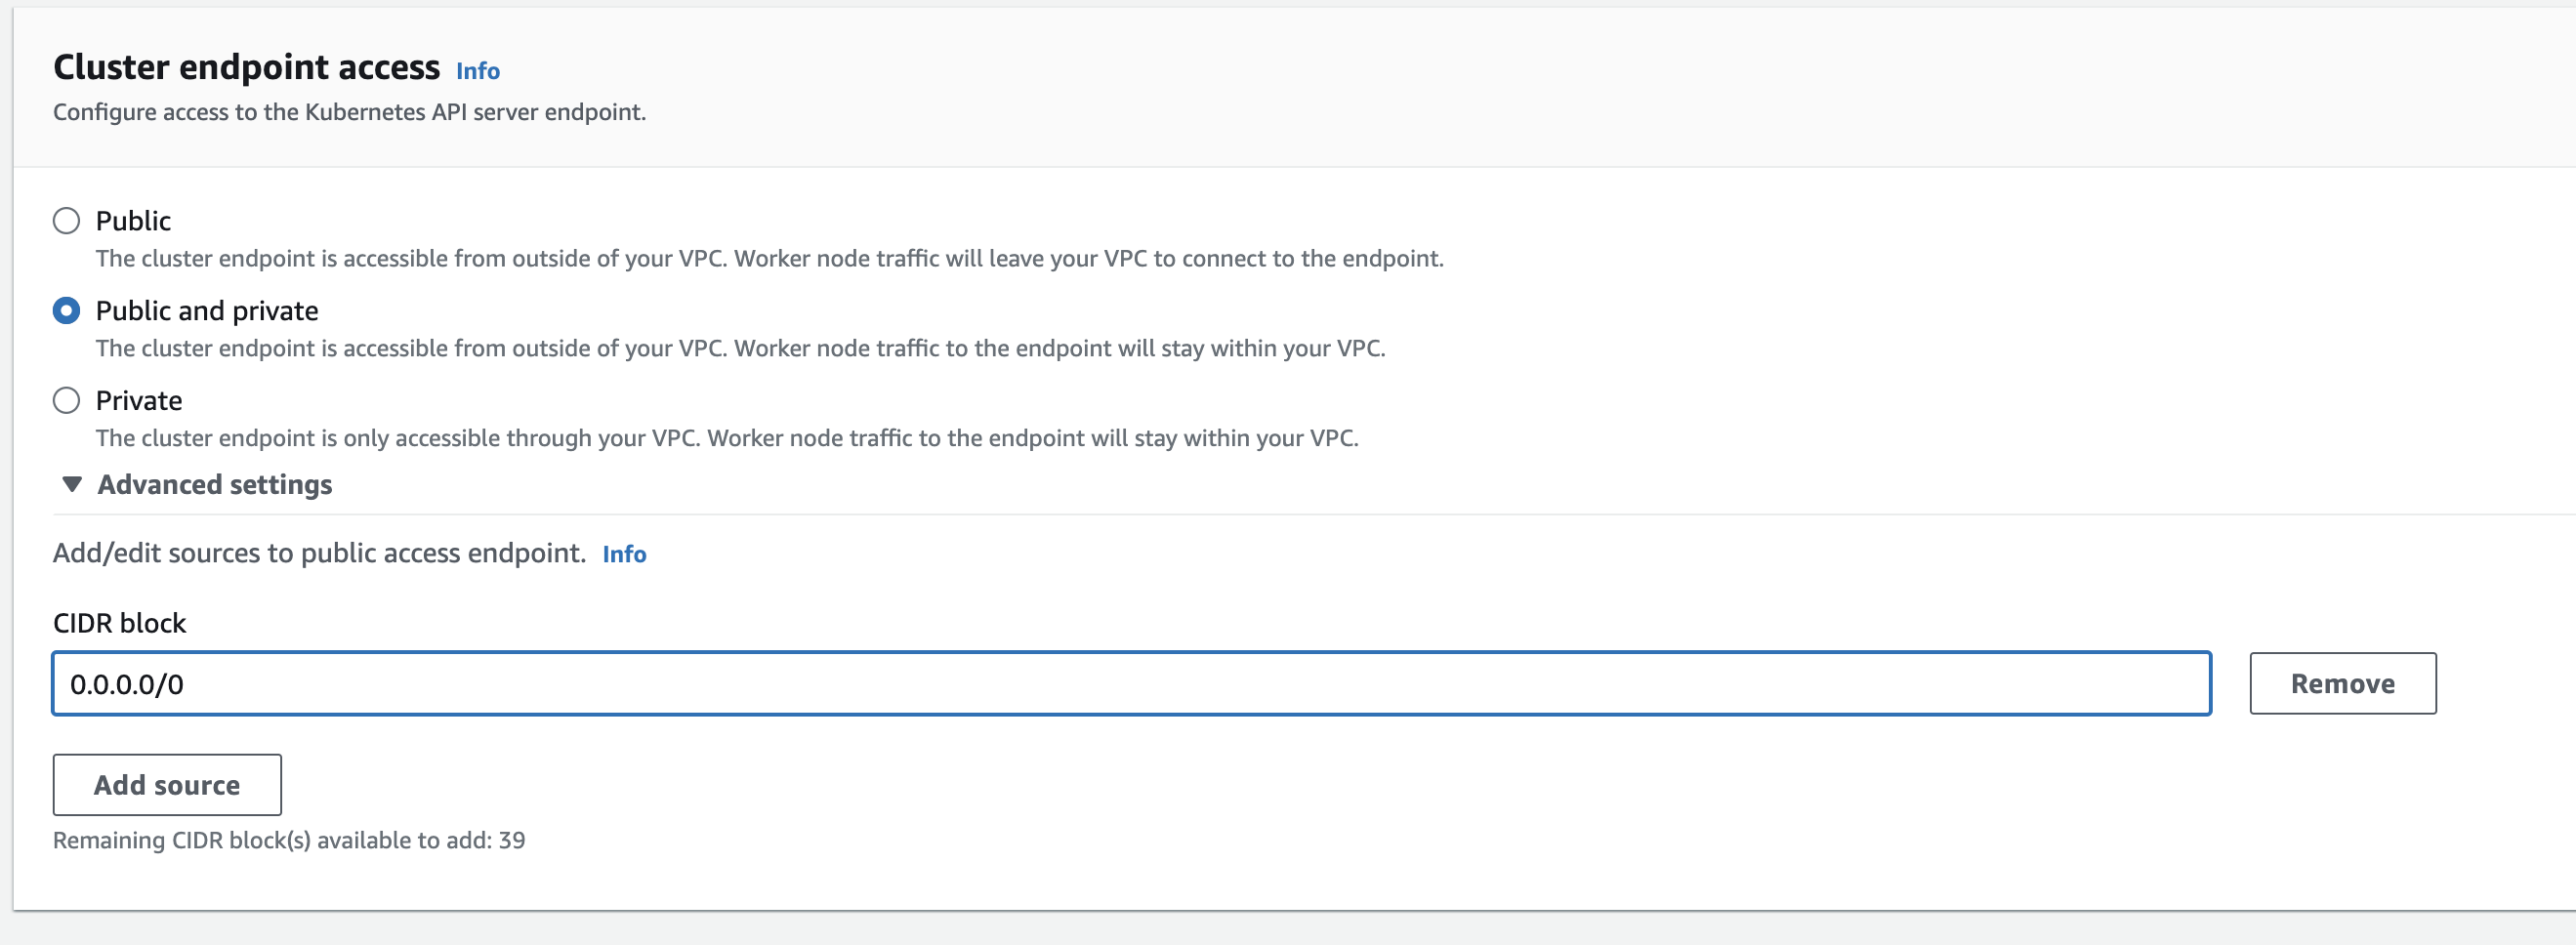 Cluster endpoint access Info
Configure access to the Kubernetes API server endpoint.
Public
The cluster endpoint is accessible from outside of your VPC. Worker node traffic will leave your VPC to connect to the endpoint.
Public and private
The cluster endpoint is accessible from outside of your VPC. Worker node traffic to the endpoint will stay within your VPC.
Private
The cluster endpoint is only accessible through your VPC. Worker node traffic to the endpoint will stay within your VPC.
Advanced settings
Add/edit sources to public access endpoint. Info
CIDR block
0.0.0.0/0 Remove
Add source
Remaining CIDR block(s) available to add: 39